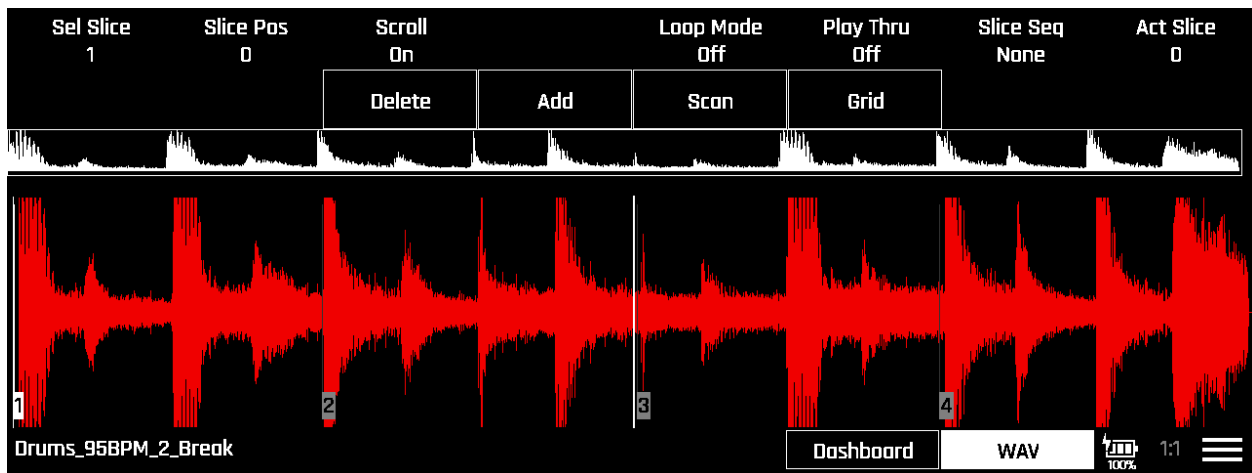 Sel Slice Slice Pos Scroll Loop Mode Play Thru Slice Seq Act Slice
1 0 On Off Off None 0
Delete Add Scan Grid
1 2 3 4
Drums_95BPM_2_Break Dashboard WAV 100% 1:1